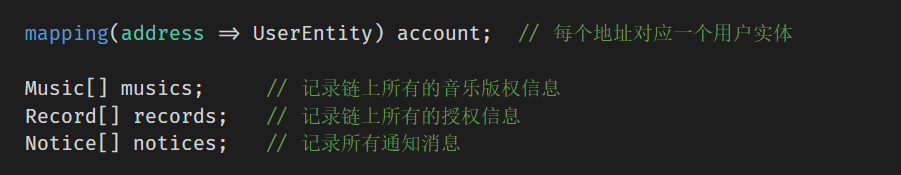 mapping(address => UserEntity) account;  // 每个地址对应一个用户实体
Music[] musics;     // 记录链上所有的音乐版权信息
Record[] records;   // 记录链上所有的授权信息
Notice[] notices;   // 记录所有通知消息